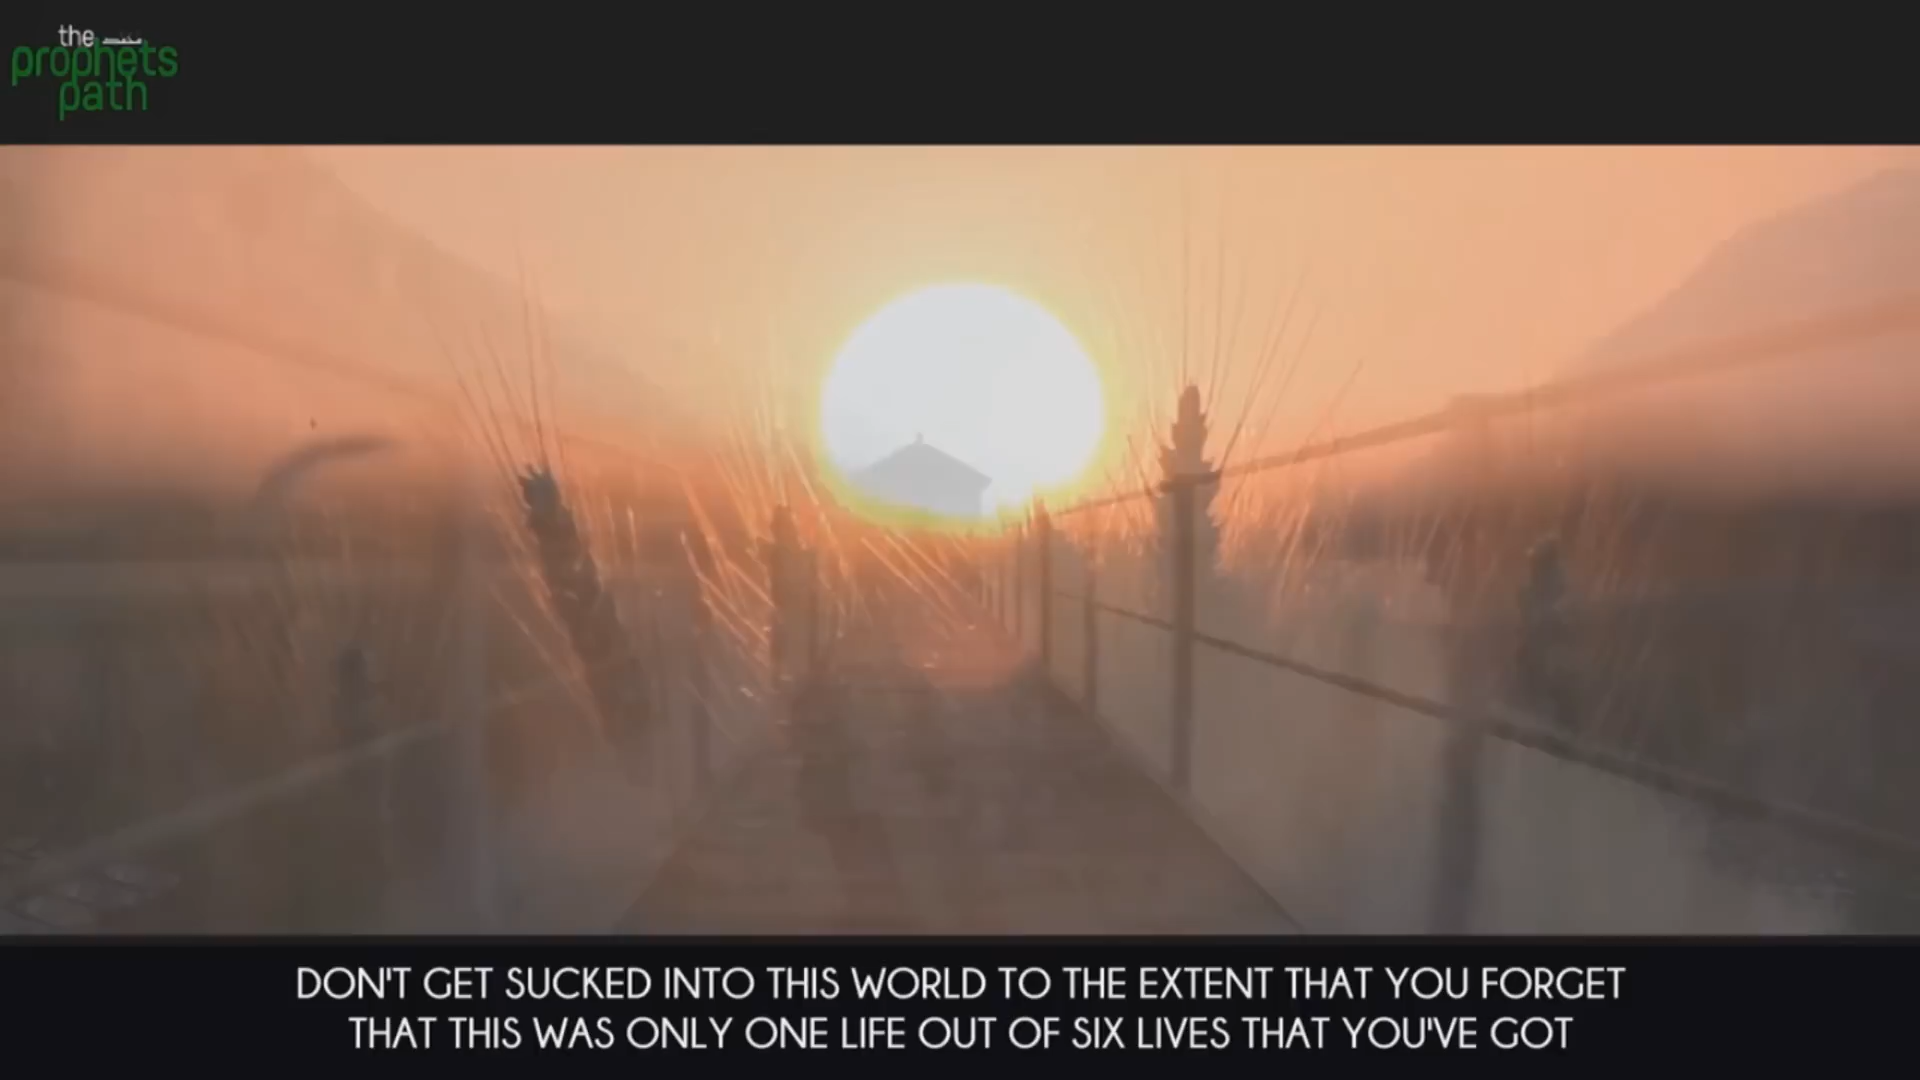 the
prophets
path
DON'T GET SUCKED INTO THIS WORLD TO THE EXTENT THAT YOU FORGET
THAT THIS WAS ONLY ONE LIFE OUT OF SIX LIVES THAT YOU'VE GOT